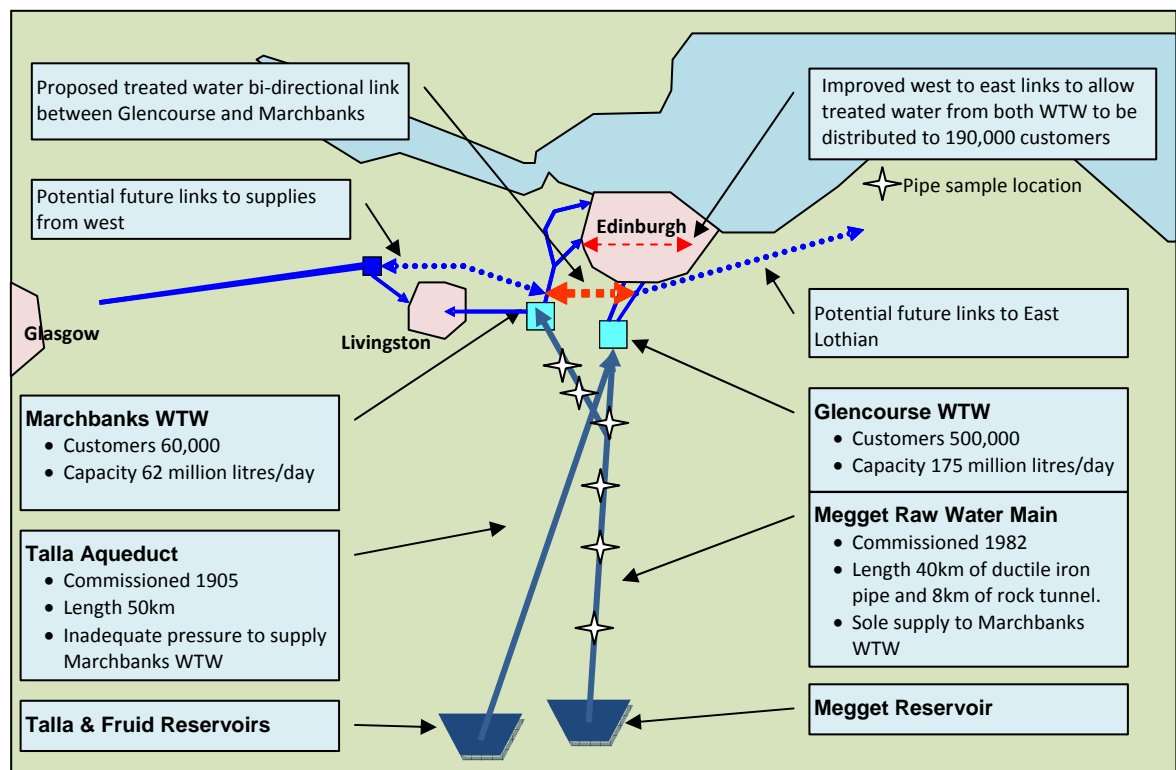 Proposed treated water bi-directional link
between Glencourse and Marchbanks
Improved west to east links to allow
treated water from both WTW to be
distributed to 190,000 customers
Pipe sample location
Potential future links to supplies
from west
Edinburgh
Glasgow
Livingston
Potential future links to East
Lothian
Marchbanks WTW
• Customers 60,000
• Capacity 62 million litres/day
Glencourse WTW
• Customers 500,000
• Capacity 175 million litres/day
Talla Aqueduct
• Commissioned 1905
• Length 50km
• Inadequate pressure to supply
Marchbanks WTW
Megget Raw Water Main
• Commissioned 1982
• Length 40km of ductile iron
pipe and 8km of rock tunnel.
• Sole supply to Marchbanks
WTW
Talla & Fruid Reservoirs
Megget Reservoir